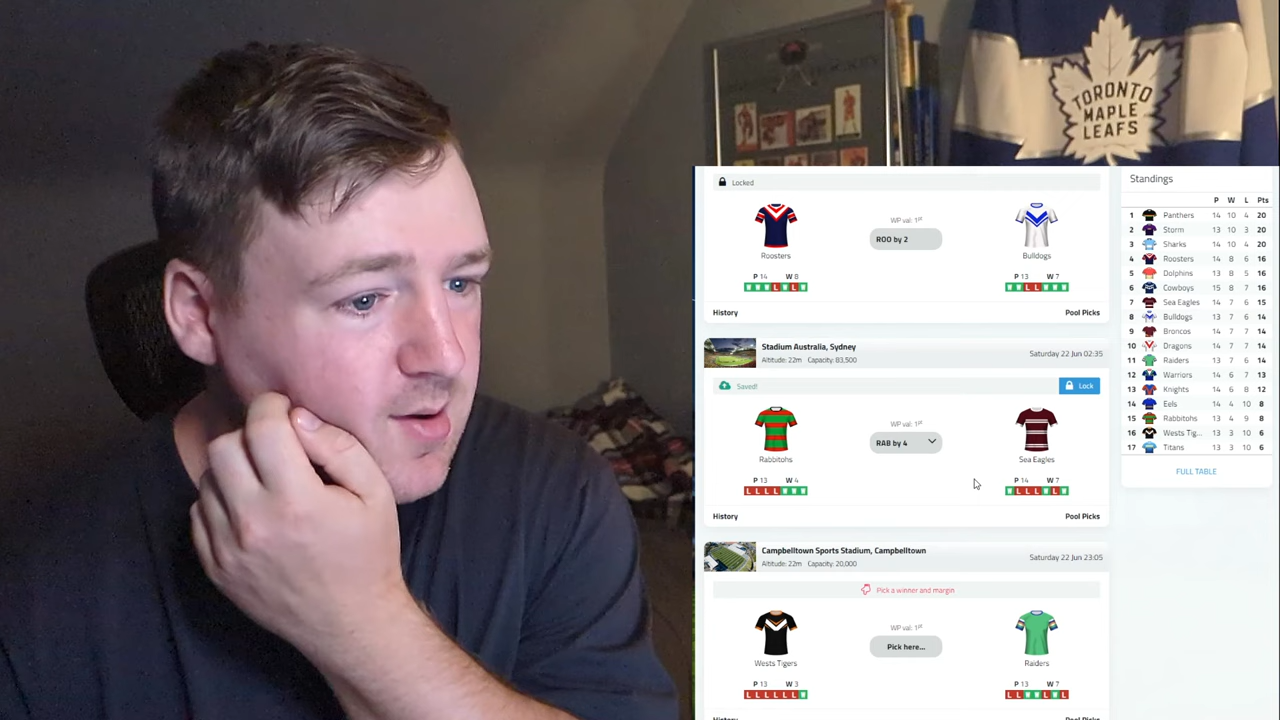 TORONTO
MAPLE
LEAFS
Locked
WP val: 1pt
ROO by 2
Roosters
Bulldogs
P 14 W 8
P 13 W 7
W W W L W L W
W W L L W W W
History
Pool Picks
Stadium Australia, Sydney
Altitude: 22m Capacity: 83,500
Saturday 22 Jun 02:35
Saved!
Lock
WP val: 1pt
RAB by 4
Rabbitohs
Sea Eagles
P 13 W 4
P 14 W 7
L L L L W W W
W L L L W L W
History
Pool Picks
Campbelltown Sports Stadium, Campbelltown
Altitude: 22m Capacity: 20,000
Saturday 22 Jun 23:05
Pick a winner and margin
WP val: 1pt
Pick here...
Wests Tigers
Raiders
P 13 W 3
P 13 W 7
L L L L L L W
L L W W L W L
History
Pool Picks
Standings
P W L Pts
1 Panthers 14 10 4 20
2 Storm 13 10 3 20
3 Sharks 14 10 4 20
4 Roosters 14 8 6 16
5 Dolphins 13 8 5 16
6 Cowboys 15 8 7 16
7 Sea Eagles 14 7 6 15
8 Bulldogs 13 7 6 14
9 Broncos 14 7 7 14
10 Dragons 14 7 7 14
11 Raiders 13 7 6 14
12 Warriors 14 6 7 13
13 Knights 14 6 8 12
14 Eels 14 4 10 8
15 Rabbitohs 13 4 9 8
16 Wests Tig... 13 3 10 6
17 Titans 13 3 10 6
FULL TABLE